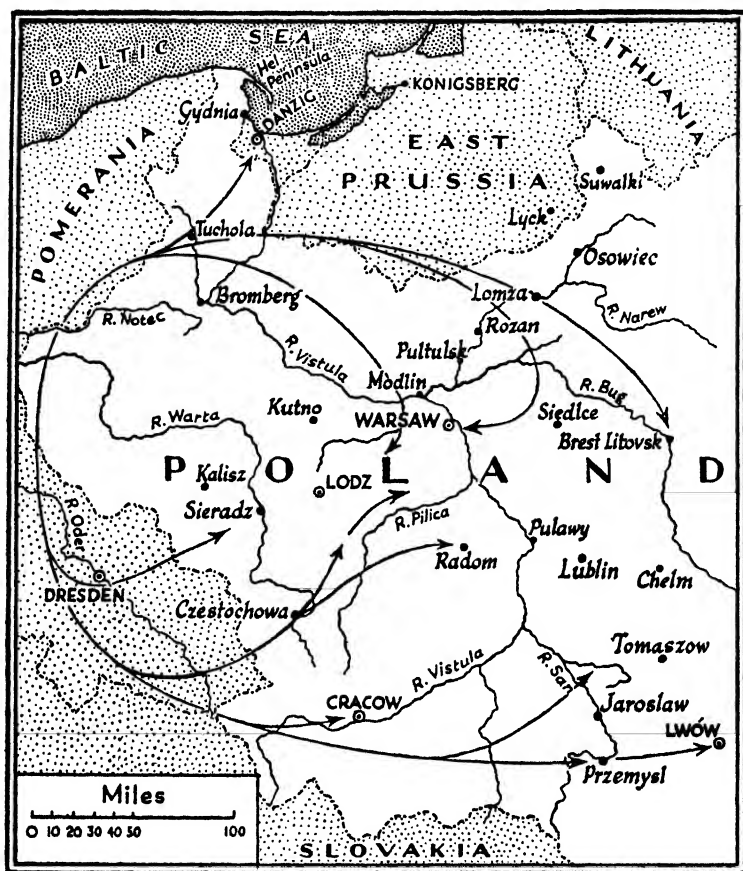 BALTIC SEA
Hel Peninsula
LITHUANIA
KONIGSBERG
Gydnia
DANZIG
EAST
PRUSSIA
POMERANIA
Suwalki
Lyck
Tuchola
Osowiec
Lomza
Bromberg
R. Narew
R. Notec
Rozan
R. Vistula
Pultulsk
Modlin
R. Bug
Kutno
R. Warta
WARSAW
Siedlce
Brest Litovsk
POLAND
Kalisz
LODZ
Sieradz
R. Oder
R. Pilica
Pulawy
Radom
Lublin
Chelm
DRESDEN
Czestochowa
Tomaszow
R. Vistula
R. San
CRACOW
Jaroslaw
LWÓW
Przemysl
Miles
0 10 20 30 40 50 100
SLOVAKIA